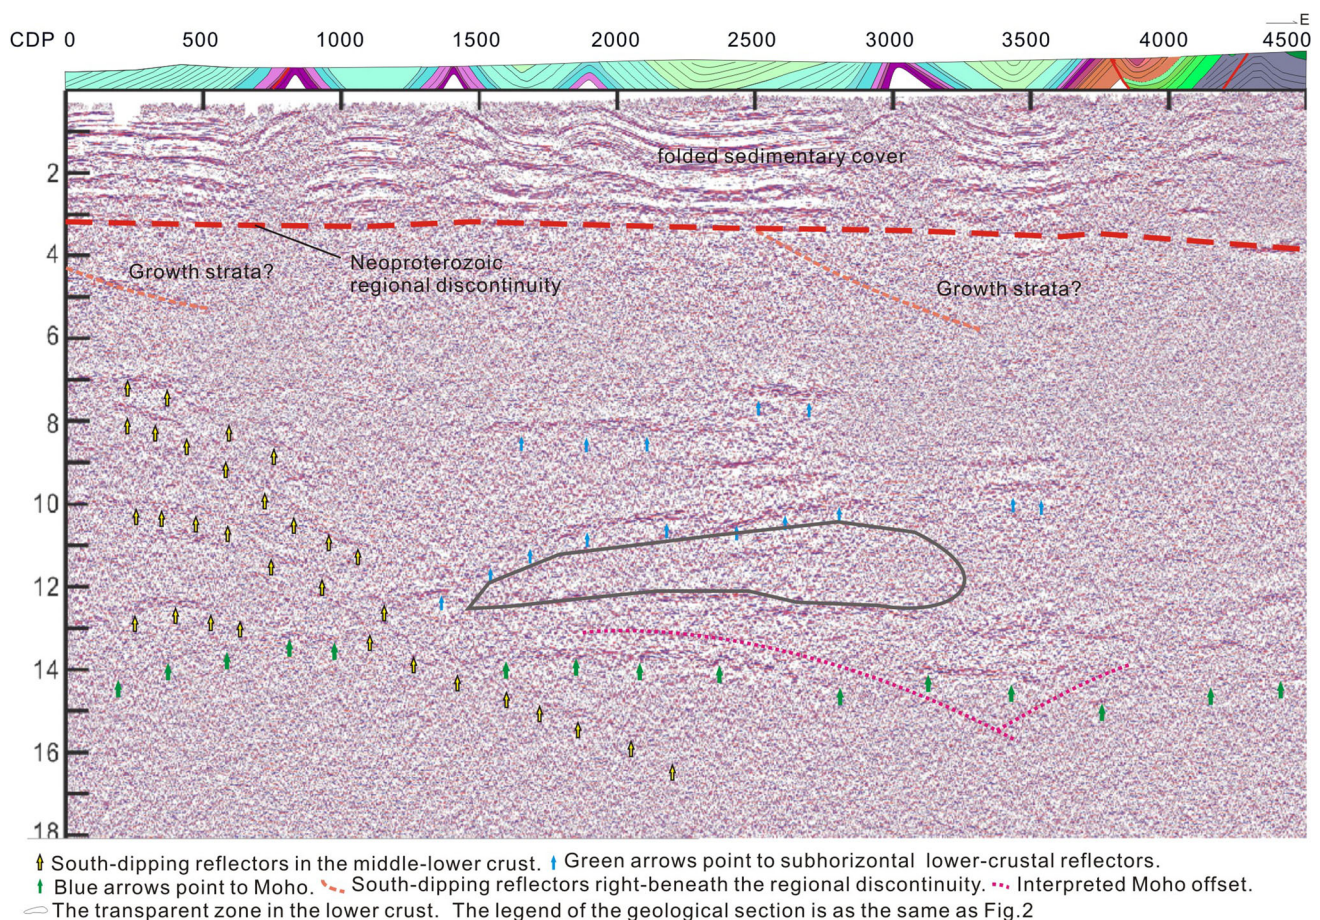 E
CDP 0 500 1000 1500 2000 2500 3000 3500 4000 4500
folded sedimentary cover
2
4
Growth strata?
Neoproterozoic
regional discontinuity
Growth strata?
6
8
10
12
14
16
18
South-dipping reflectors in the middle-lower crust. Green arrows point to subhorizontal lower-crustal reflectors.
Blue arrows point to Moho. South-dipping reflectors right-beneath the regional discontinuity. Interpreted Moho offset.
The transparent zone in the lower crust. The legend of the geological section is as the same as Fig.2